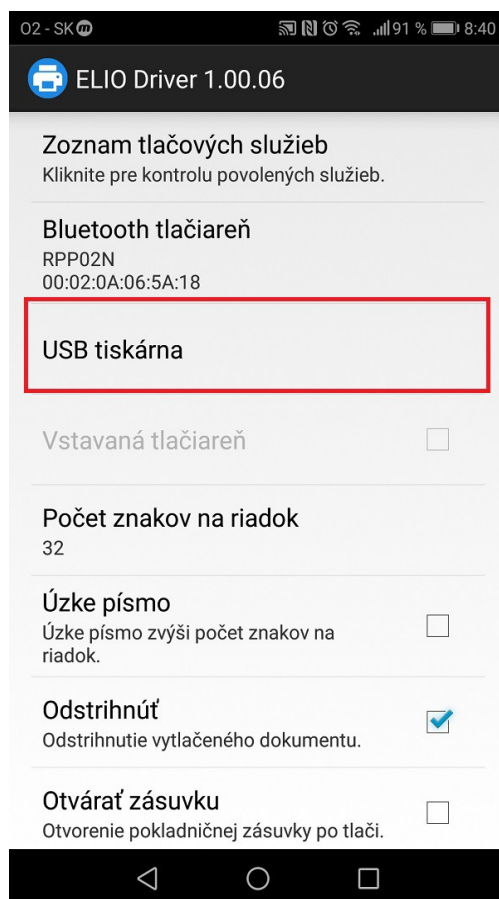 O2 - SK 91 % 8:40
ELIO Driver 1.00.06
Zoznam tlačových služieb
Kliknite pre kontrolu povolených služieb.
Bluetooth tlačiareň
RPP02N
00:02:0A:06:5A:18
USB tiskárna
Vstavaná tlačiareň
Počet znakov na riadok
32
Úzke písmo
Úzke písmo zvýši počet znakov na
riadok.
Odstrihnúť
Odstrihnutie vytlačeného dokumentu.
Otvárať zásuvku
Otvorenie pokladničnej zásuvky po tlači.